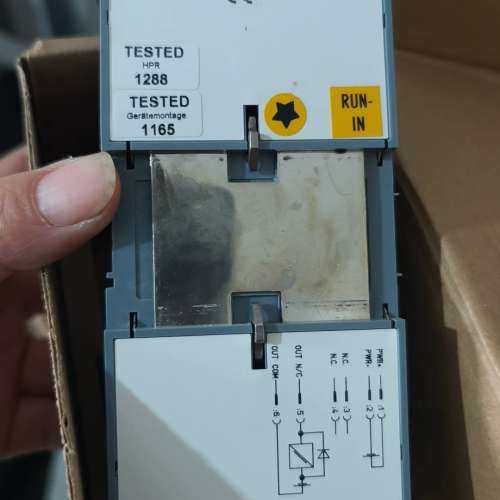 TESTED
HPR
1288
TESTED
Gerätemontage
1165
RUN-
IN
PWR+ :1
PWR- :2
N.C. :3
N.C. :4
OUT N/C :5
OUT COM :6